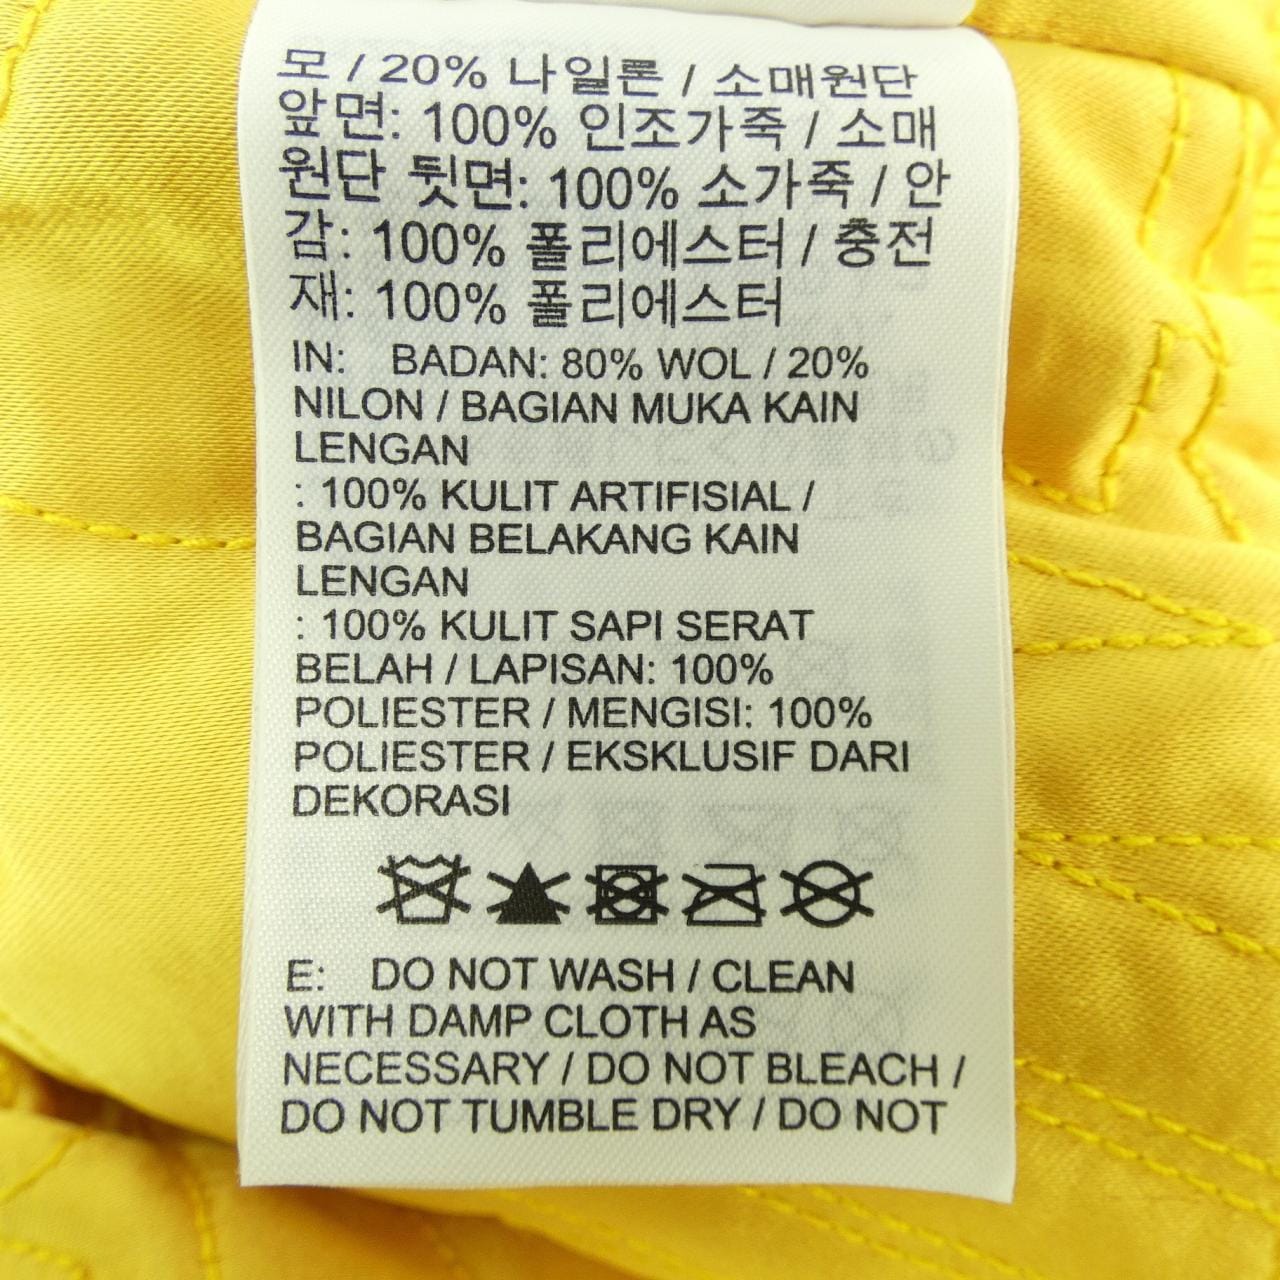 모 / 20% 나일론 / 소매원단
앞면: 100% 인조가죽 / 소매
원단 뒷면: 100% 소가죽 / 안
감: 100% 폴리에스터 / 충전
재: 100% 폴리에스터
IN: BADAN: 80% WOL / 20%
NILON / BAGIAN MUKA KAIN
LENGAN
: 100% KULIT ARTIFISIAL /
BAGIAN BELAKANG KAIN
LENGAN
: 100% KULIT SAPI SERAT
BELAH / LAPISAN: 100%
POLIESTER / MENGISI: 100%
POLIESTER / EKSKLUSIF DARI
DEKORASI
E: DO NOT WASH / CLEAN
WITH DAMP CLOTH AS
NECESSARY / DO NOT BLEACH /
DO NOT TUMBLE DRY / DO NOT